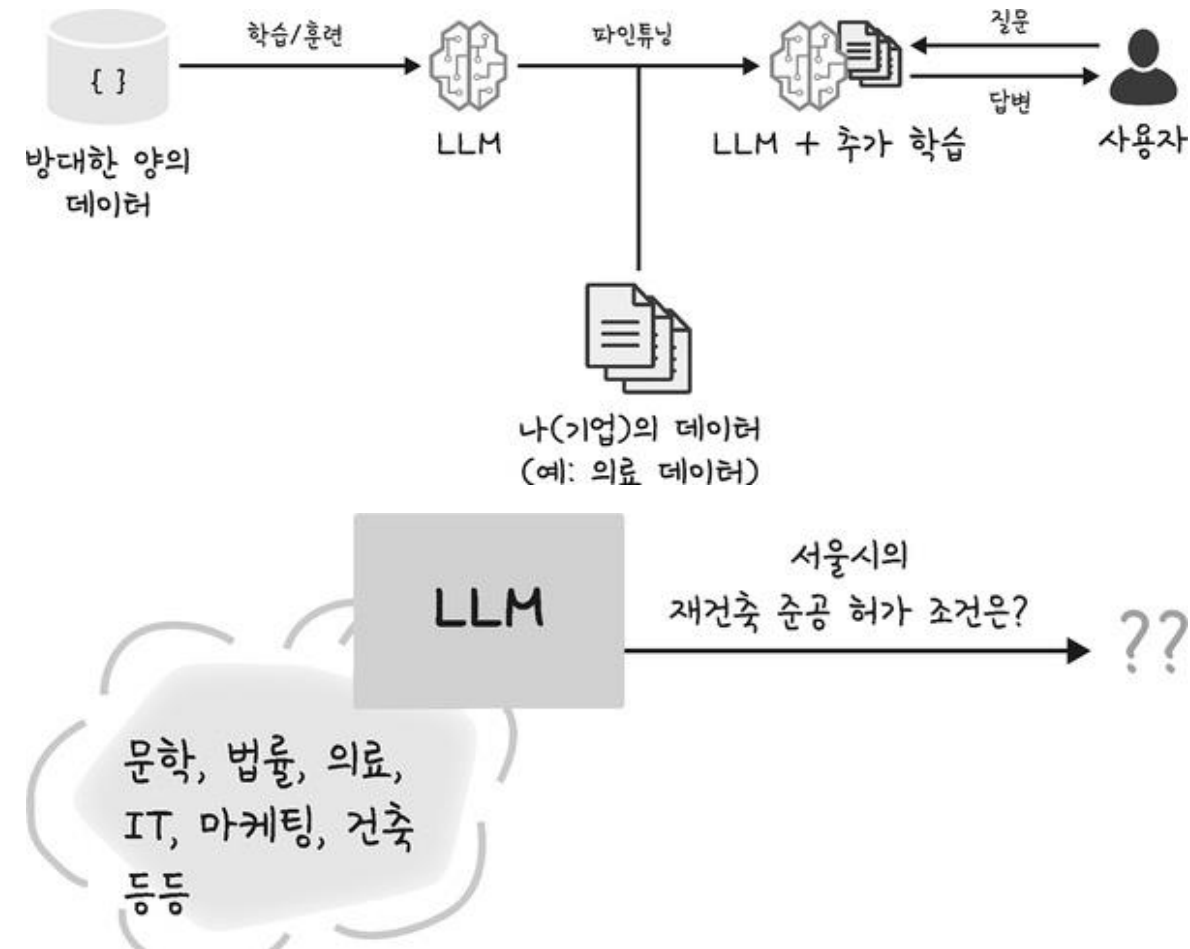 학습/훈련
파인튜닝
질문
{ }
답변
방대한 양의
데이터
LLM
LLM + 추가 학습
사용자
나(기업)의 데이터
(예: 의료 데이터)
LLM
서울시의
재건축 준공 허가 조건은?
??
문학, 법률, 의료,
IT, 마케팅, 건축
등등